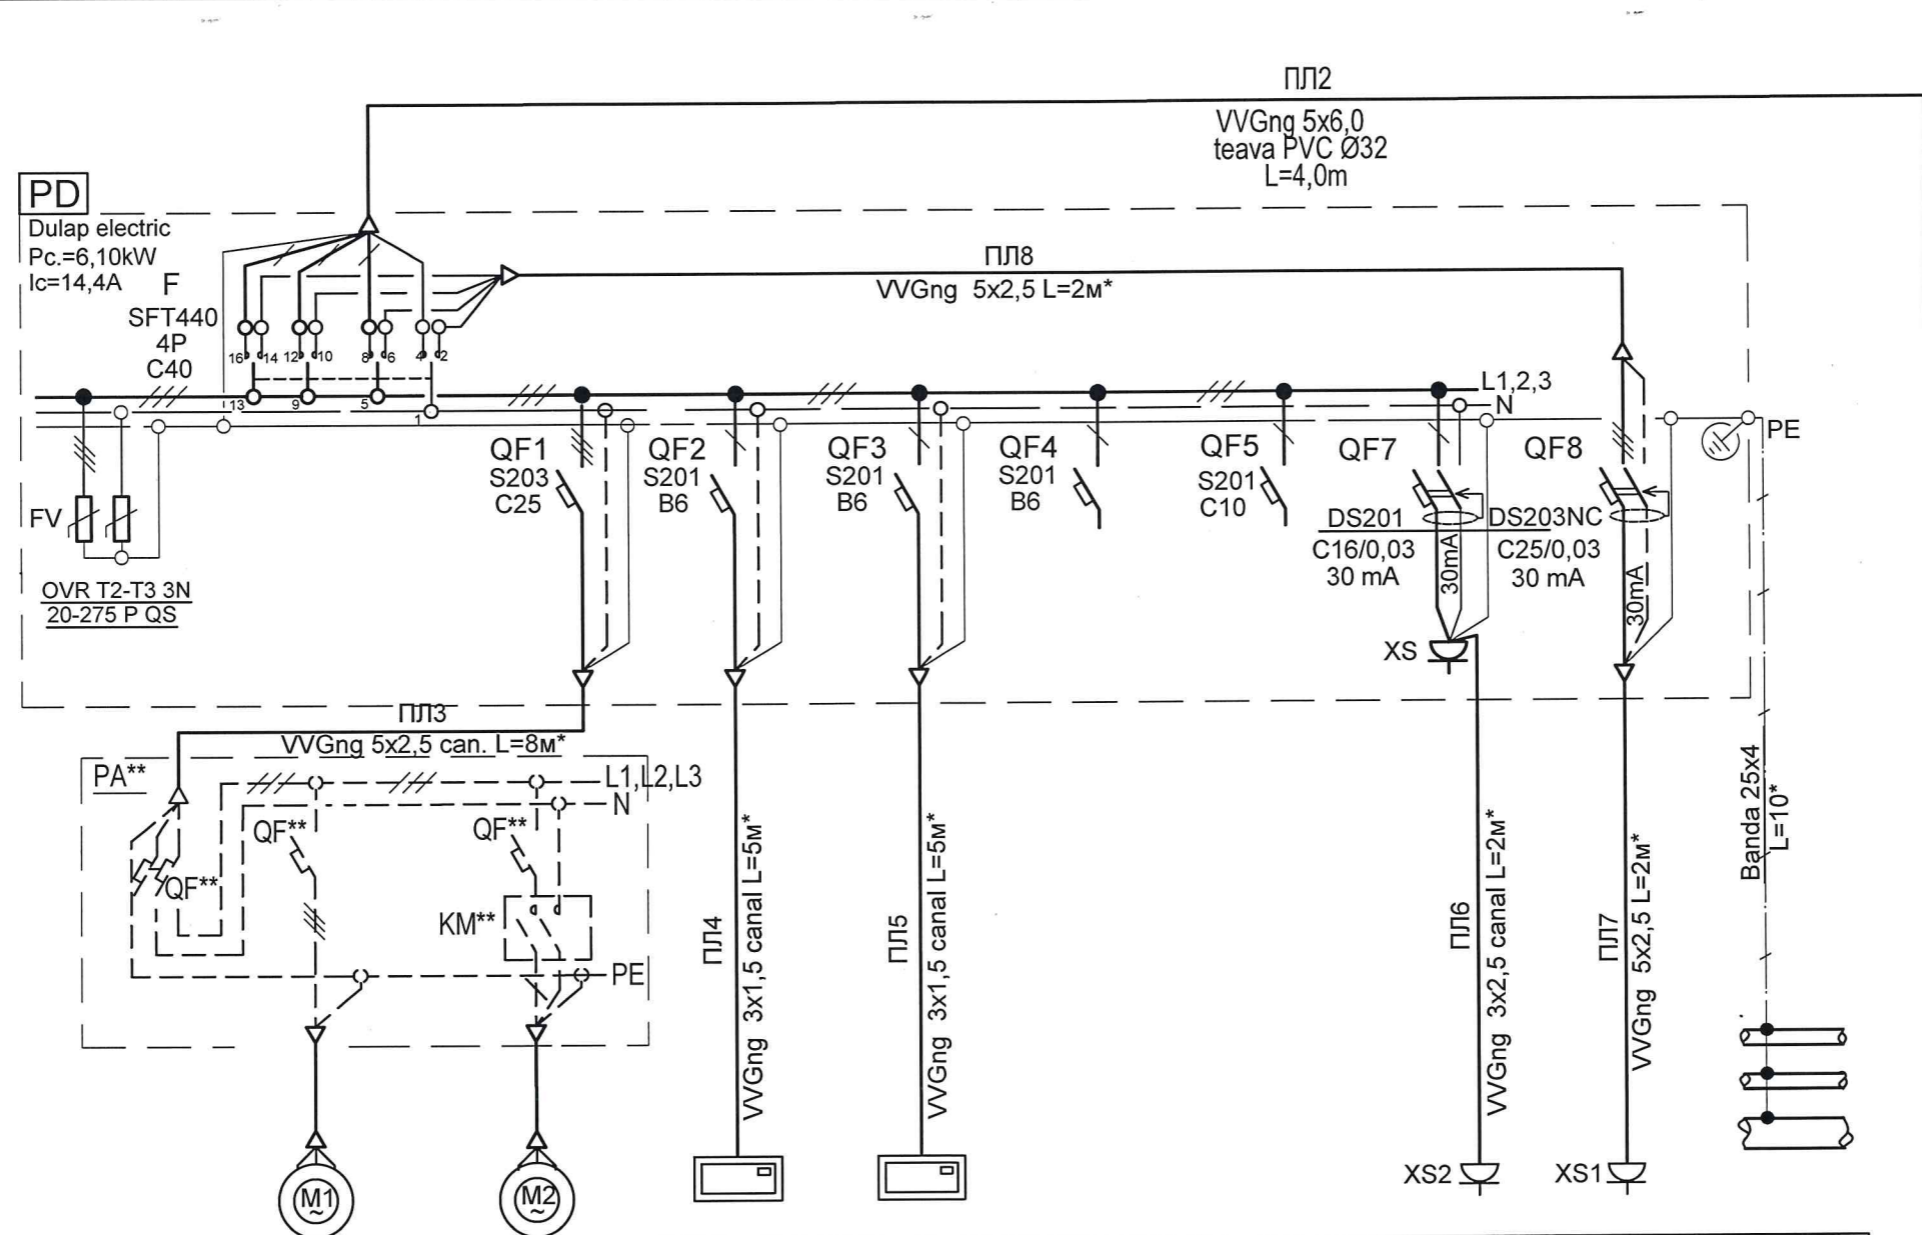 ПЛ2
VVGng 5x6,0
teava PVC Ø32
L=4,0m
PD
Dulap electric
Pc.=6,10kW
Ic=14,4A
F
SFT440
4P
C40
ПЛ8
VVGng 5x2,5 L=2м*
16 14 12 10 8 6 4 2
13 9 5 1
L1,2,3
N
PE
QF1
S203
C25
QF2
S201
B6
QF3
S201
B6
QF4
S201
B6
QF5
S201
C10
QF7
DS201
C16/0,03
30 mA
30mA
QF8
DS203NC
C25/0,03
30 mA
30mA
FV
OVR T2-T3 3N
20-275 P QS
XS
ПЛ3
VVGng 5x2,5 can. L=8м*
PA**
L1,L2,L3
N
QF**
QF**
QF**
KM**
PE
ПЛ4
VVGng 3x1,5 canal L=5м*
ПЛ5
VVGng 3x1,5 canal L=5м*
ПЛ6
VVGng 3x2,5 canal L=2м*
ПЛ7
VVGng 5x2,5 L=2м*
Banda 25x4
L=10*
M1
~
M2
~
XS2
XS1